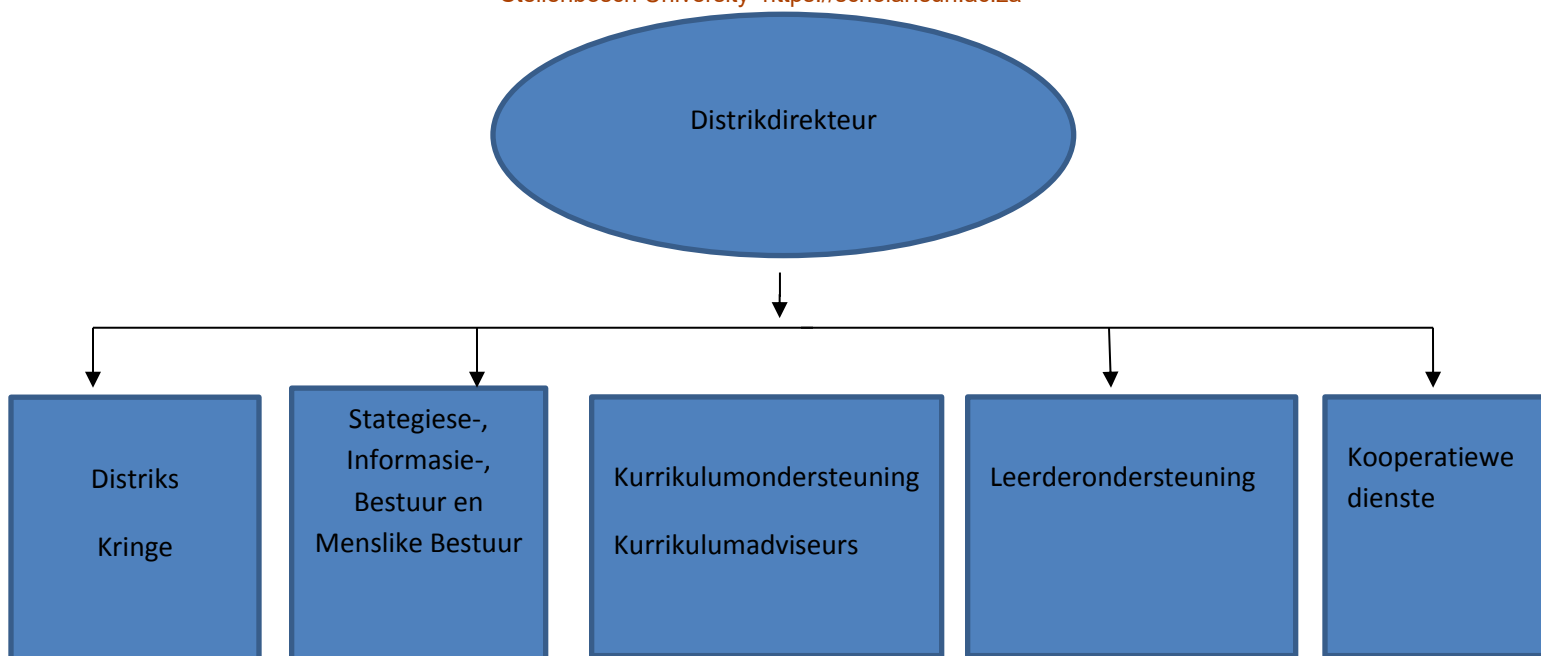 Distrikdirekteur
Distriks
Kringe
Stategiese-,
Informasie-,
Bestuur en
Menslike Bestuur
Kurrikulumondersteuning
Kurrikulumadviseurs
Leerderondersteuning
Kooperatiewe
dienste